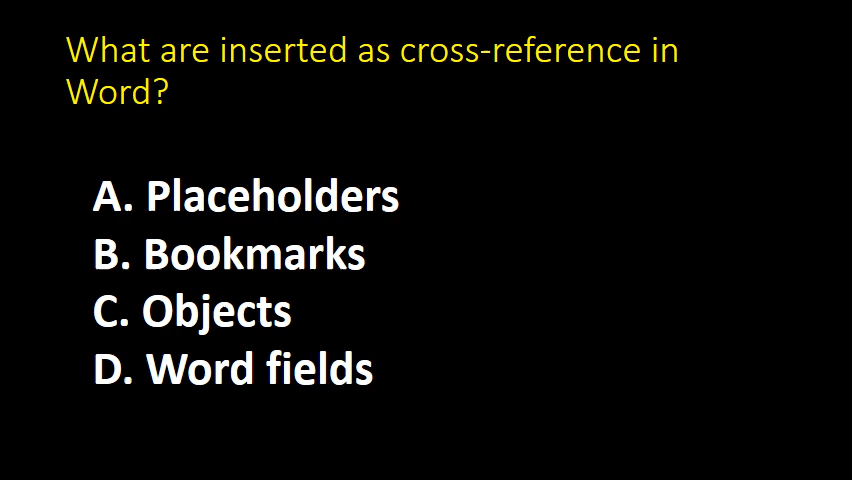 What are inserted as cross-reference in
Word?
A. Placeholders
B. Bookmarks
C. Objects
D. Word fields